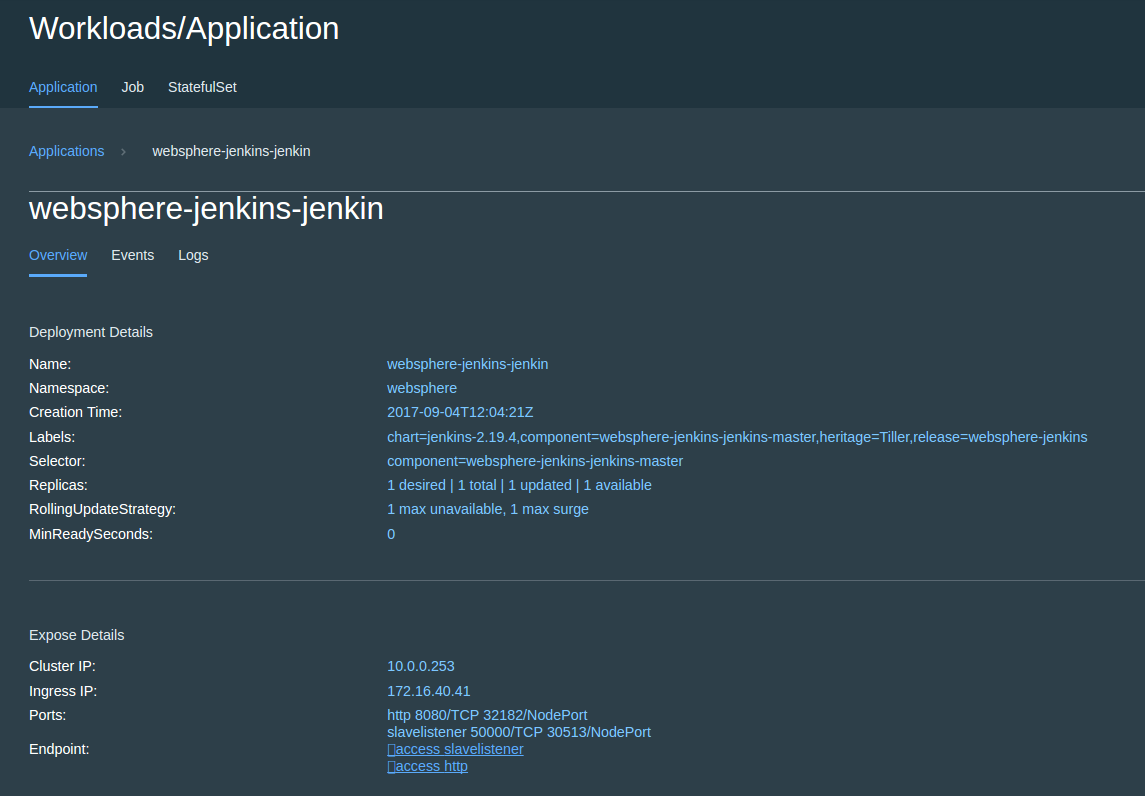 Workloads/Application
Application Job StatefulSet
Applications › websphere-jenkins-jenkin
websphere-jenkins-jenkin
Overview Events Logs
Deployment Details
Name: websphere-jenkins-jenkin
Namespace: websphere
Creation Time: 2017-09-04T12:04:21Z
Labels: chart=jenkins-2.19.4,component=websphere-jenkins-jenkins-master,heritage=Tiller,release=websphere-jenkins
Selector: component=websphere-jenkins-jenkins-master
Replicas: 1 desired | 1 total | 1 updated | 1 available
RollingUpdateStrategy: 1 max unavailable, 1 max surge
MinReadySeconds: 0
Expose Details
Cluster IP: 10.0.0.253
Ingress IP: 172.16.40.41
Ports: http 8080/TCP 32182/NodePort
slavelistener 50000/TCP 30513/NodePort
Endpoint: access slavelistener
access http